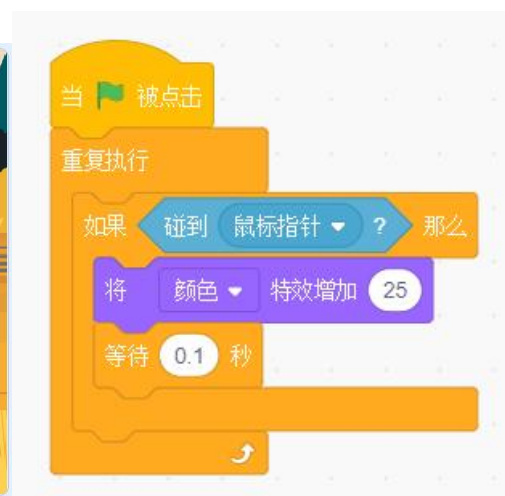 当 被点击
重复执行
如果 碰到 鼠标指针 ? 那么
将 颜色 特效增加 25
等待 0.1 秒